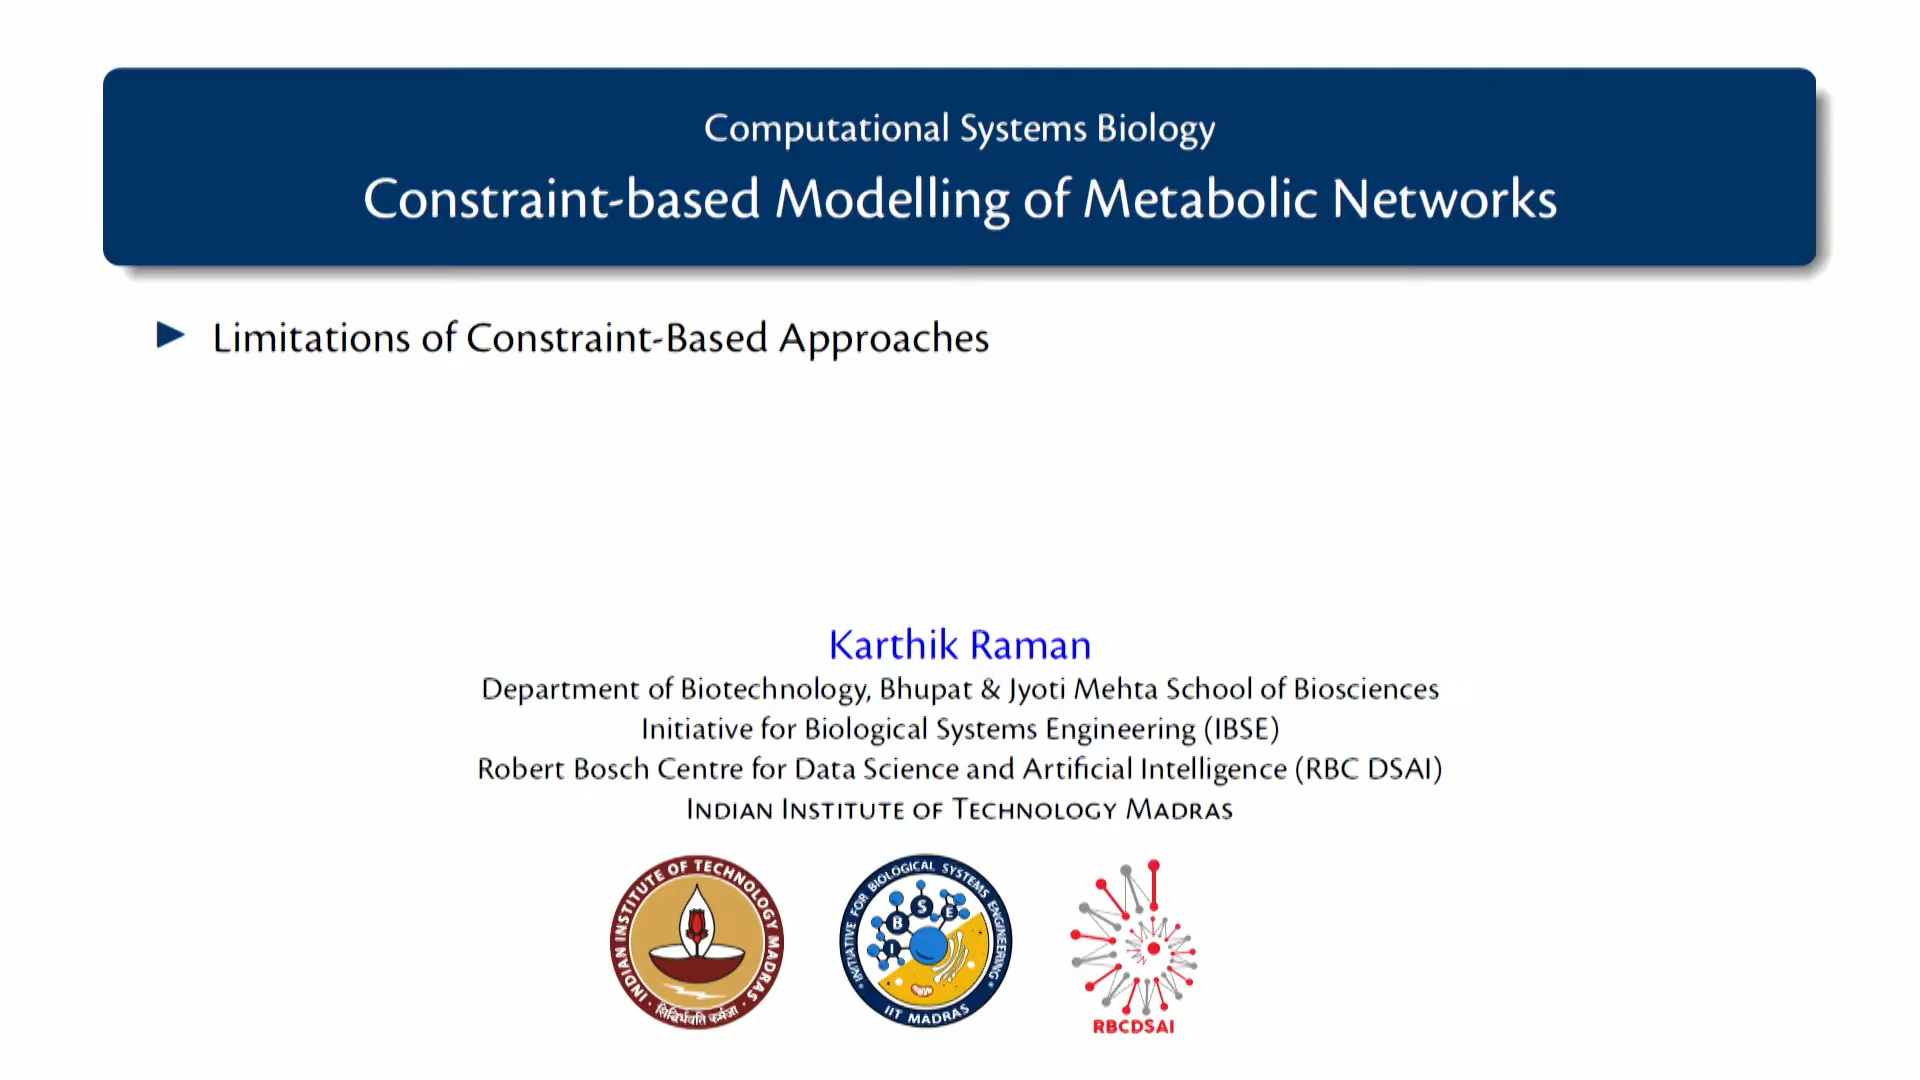 Computational Systems Biology
Constraint-based Modelling of Metabolic Networks
Limitations of Constraint-Based Approaches
Karthik Raman
Department of Biotechnology, Bhupat & Jyoti Mehta School of Biosciences
Initiative for Biological Systems Engineering (IBSE)
Robert Bosch Centre for Data Science and Artificial Intelligence (RBC DSAI)
INDIAN INSTITUTE OF TECHNOLOGY MADRAS
INDIAN INSTITUTE OF TECHNOLOGY MADRAS
INITIATIVE FOR BIOLOGICAL SYSTEMS ENGINEERING
I B S E
IIT MADRAS
RBCDSAI